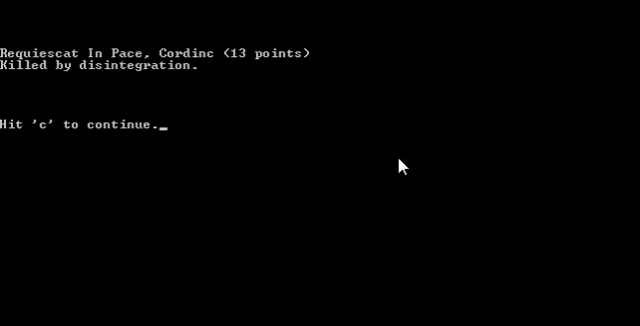 Requiescat In Pace, Cordinc (13 points)
Killed by disintegration.
Hit 'c' to continue.